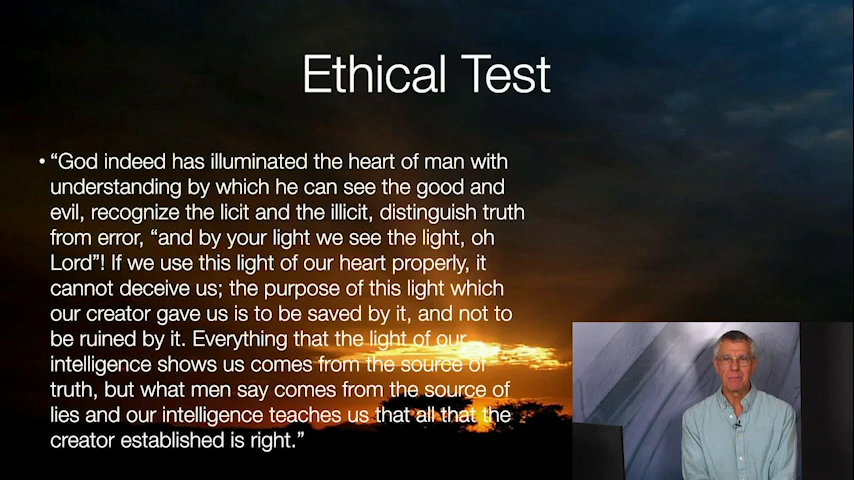 Ethical Test
• “God indeed has illuminated the heart of man with
understanding by which he can see the good and
evil, recognize the licit and the illicit, distinguish truth
from error, “and by your light we see the light, oh
Lord”! If we use this light of our heart properly, it
cannot deceive us; the purpose of this light which
our creator gave us is to be saved by it, and not to
be ruined by it. Everything that the light of our
intelligence shows us comes from the source of
truth, but what men say comes from the source of
lies and our intelligence teaches us that all that the
creator established is right.”